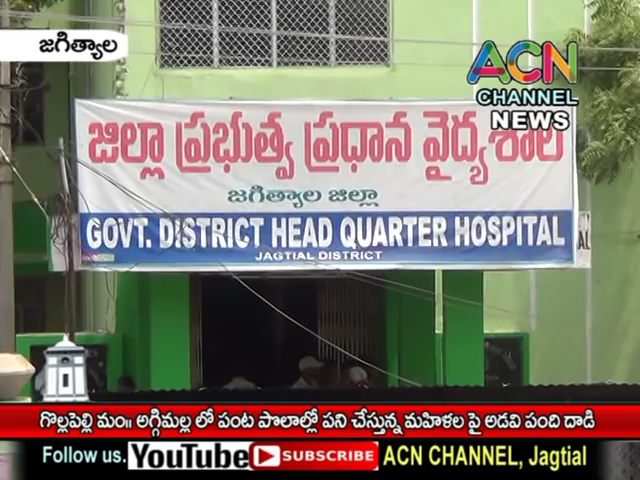 జగిత్యాల
ACN
CHANNEL
NEWS
జిల్లా ప్రభుత్వ ప్రధాన వైద్యశాల
జగిత్యాల జిల్లా
GOVT. DISTRICT HEAD QUARTER HOSPITAL
JAGTIAL DISTRICT
AL
గొల్లపెల్లి మం॥ అగ్గిమల్ల లో పంట పొలాల్లో పని చేస్తున్న మహిళల పై అడవి పంది దాడి
Follow us. YouTube SUBSCRIBE ACN CHANNEL, Jagtial